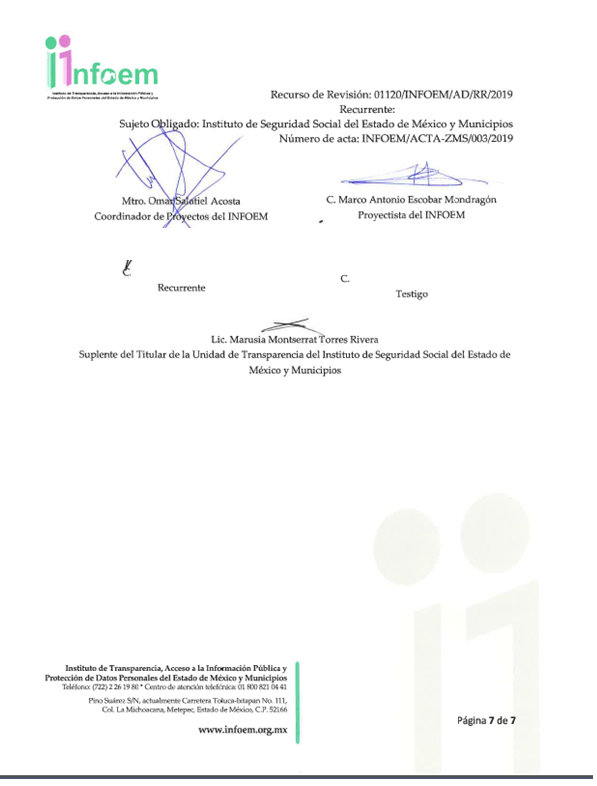 infoem
Instituto de Transparencia, Acceso a la Información Pública y
Protección de Datos Personales del Estado de México y Municipios
Recurso de Revisión: 01120/INFOEM/AD/RR/2019
Recurrente:
Sujeto Obligado: Instituto de Seguridad Social del Estado de México y Municipios
Número de acta: INFOEM/ACTA-ZMS/003/2019
Mtro. Omar Salatiel Acosta
Coordinador de Proyectos del INFOEM
C. Marco Antonio Escobar Mondragón
Proyectista del INFOEM
C.
Recurrente
C.
Testigo
Lic. Marusia Montserrat Torres Rivera
Suplente del Titular de la Unidad de Transparencia del Instituto de Seguridad Social del Estado de
México y Municipios
Instituto de Transparencia, Acceso a la Información Pública y
Protección de Datos Personales del Estado de México y Municipios
Teléfono: (722) 2 26 19 80 * Centro de atención telefónica: 01 800 821 04 41
Pino Suárez S/N, actualmente Carretera Toluca-Ixtapan No. 111,
Col. La Michoacana, Metepec, Estado de México, C.P. 52166
www.infoem.org.mx
Página 7 de 7